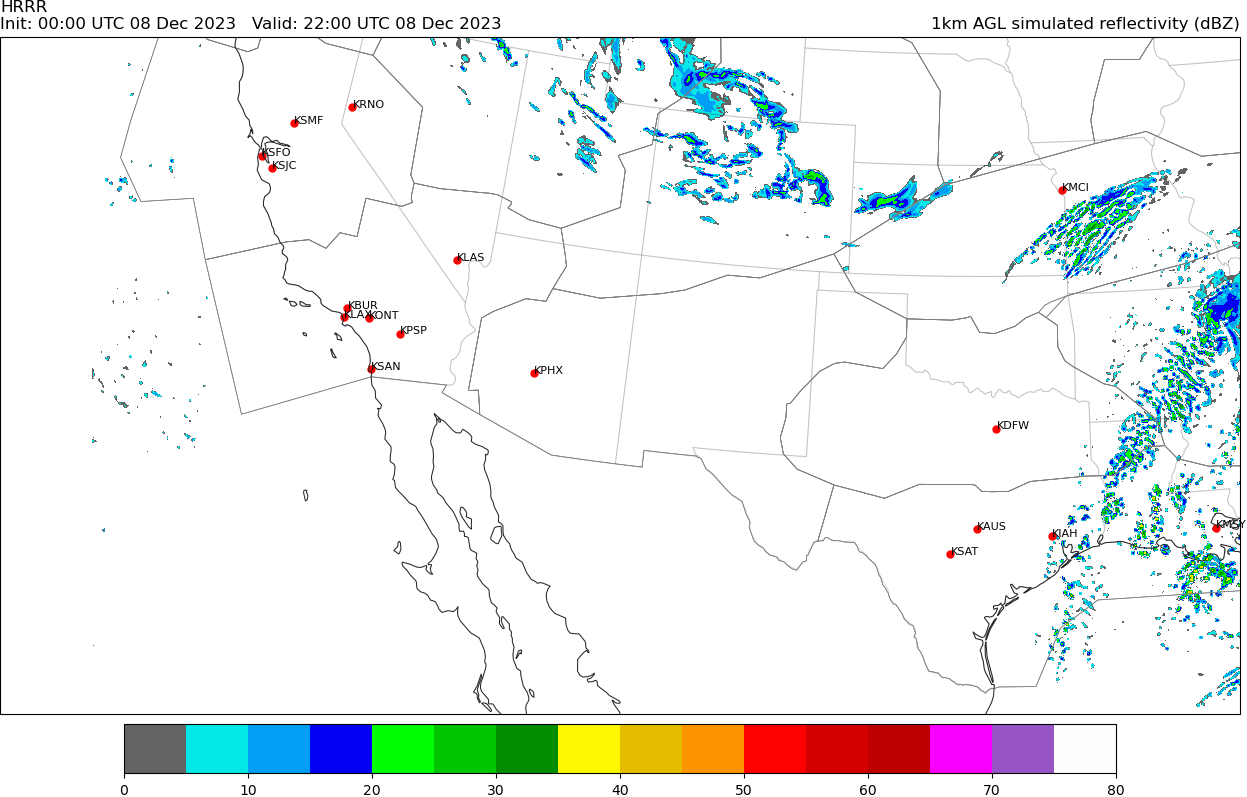 HRRR
Init: 00:00 UTC 08 Dec 2023   Valid: 22:00 UTC 08 Dec 2023
1km AGL simulated reflectivity (dBZ)
KRNO
KSMF
KSFO
KSJC
KMCI
KLAS
KBUR
KLAX
KONT
KPSP
KSAN
KPHX
KDFW
KAUS
KMSY
KIAH
KSAT
0 10 20 30 40 50 60 70 80